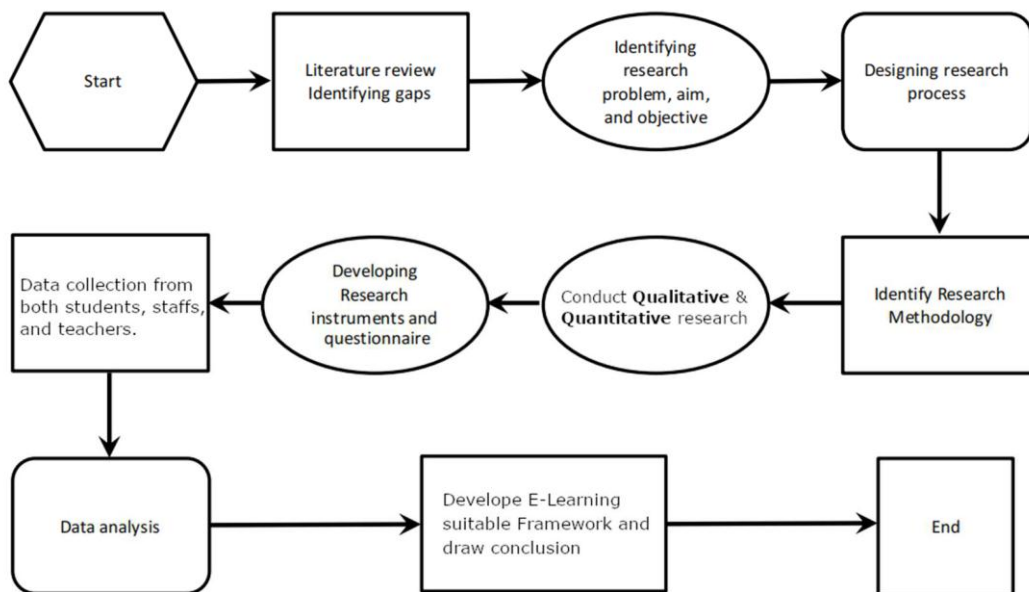 Start
Literature review
Identifying gaps
Identifying
research
problem, aim,
and objective
Designing research
process
Identify Research
Methodology
Conduct Qualitative &
Quantitative research
Developing
Research
instruments and
questionnaire
Data collection from
both students, staffs,
and teachers.
Data analysis
Develope E-Learning
suitable Framework and
draw conclusion
End